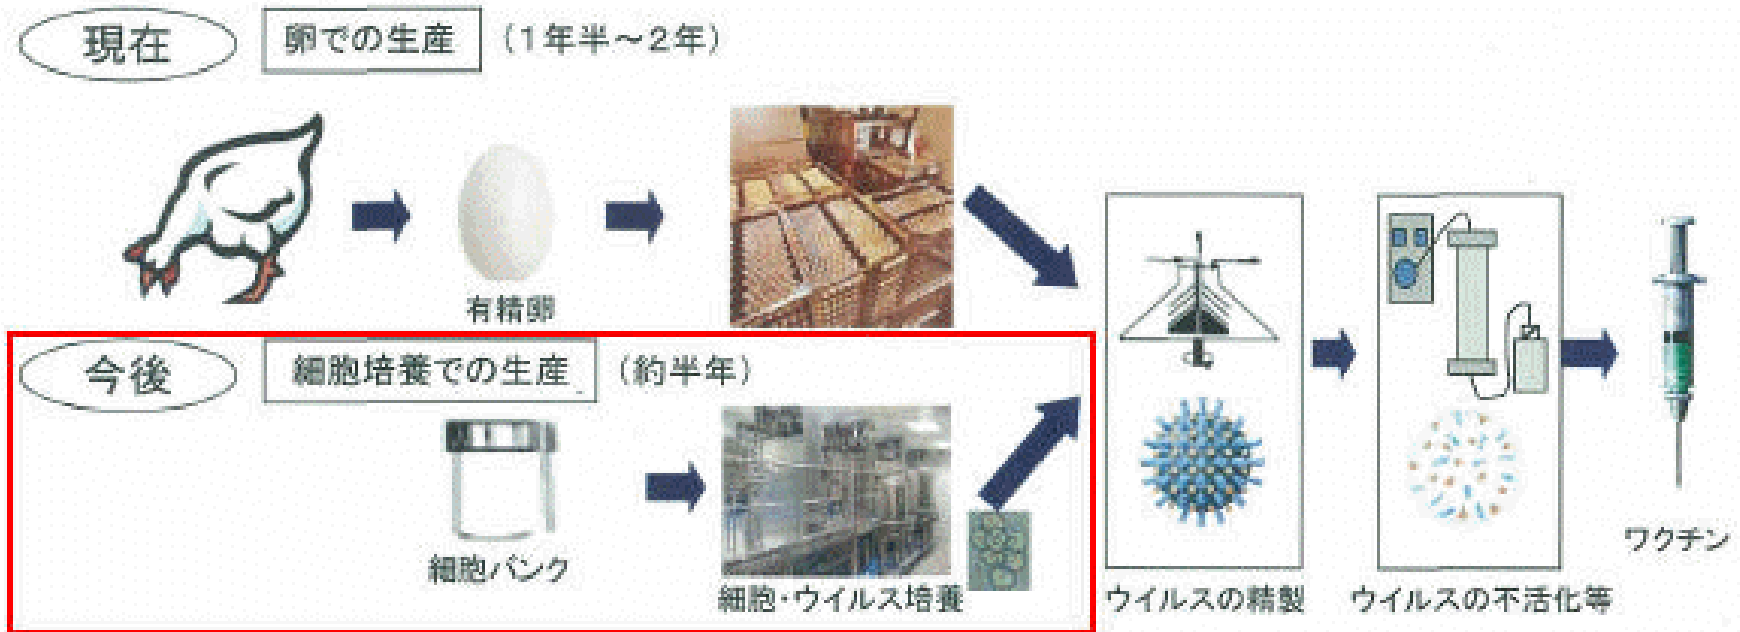 現在 卵での生産 (1年半～2年)
有精卵
今後 細胞培養での生産 (約半年)
細胞バンク
細胞・ウイルス培養
ウイルスの精製
ウイルスの不活化等
ワクチン